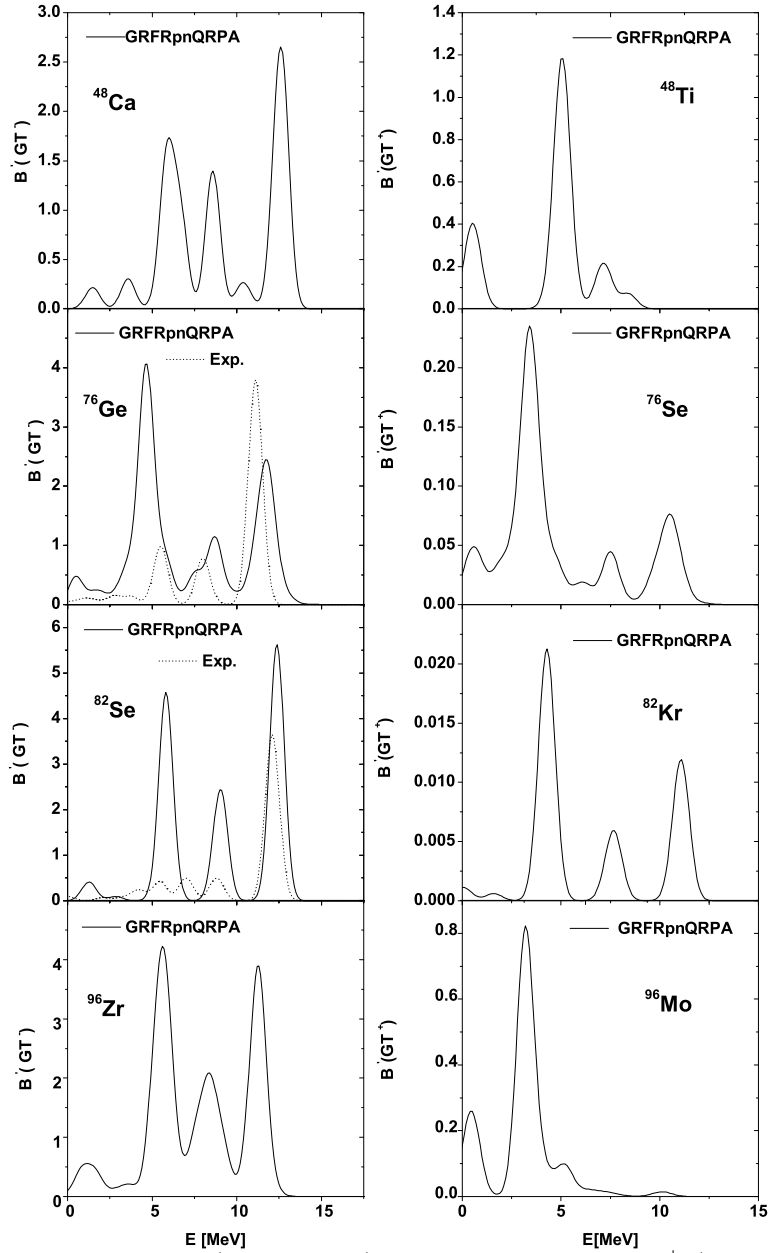 3.0
2.5
2.0
1.5
1.0
0.5
0.0
B'( GT⁻)
GRFRpnQRPA
⁴⁸Ca
1.4
1.2
1.0
0.8
0.6
0.4
0.2
0.0
B'(GT⁺)
GRFRpnQRPA
⁴⁸Ti
4
3
2
1
0
B'( GT⁻)
GRFRpnQRPA
Exp.
⁷⁶Ge
0.20
0.15
0.10
0.05
0.00
B'(GT⁺)
GRFRpnQRPA
⁷⁶Se
6
5
4
3
2
1
0
B'( GT⁻)
GRFRpnQRPA
Exp.
⁸²Se
0.020
0.015
0.010
0.005
0.000
B'(GT⁺)
GRFRpnQRPA
⁸²Kr
4
3
2
1
0
B'( GT⁻)
GRFRpnQRPA
⁹⁶Zr
0 5 10 15
E [MeV]
0.8
0.6
0.4
0.2
0.0
B'(GT⁺)
GRFRpnQRPA
⁹⁶Mo
0 5 10 15
E[MeV]